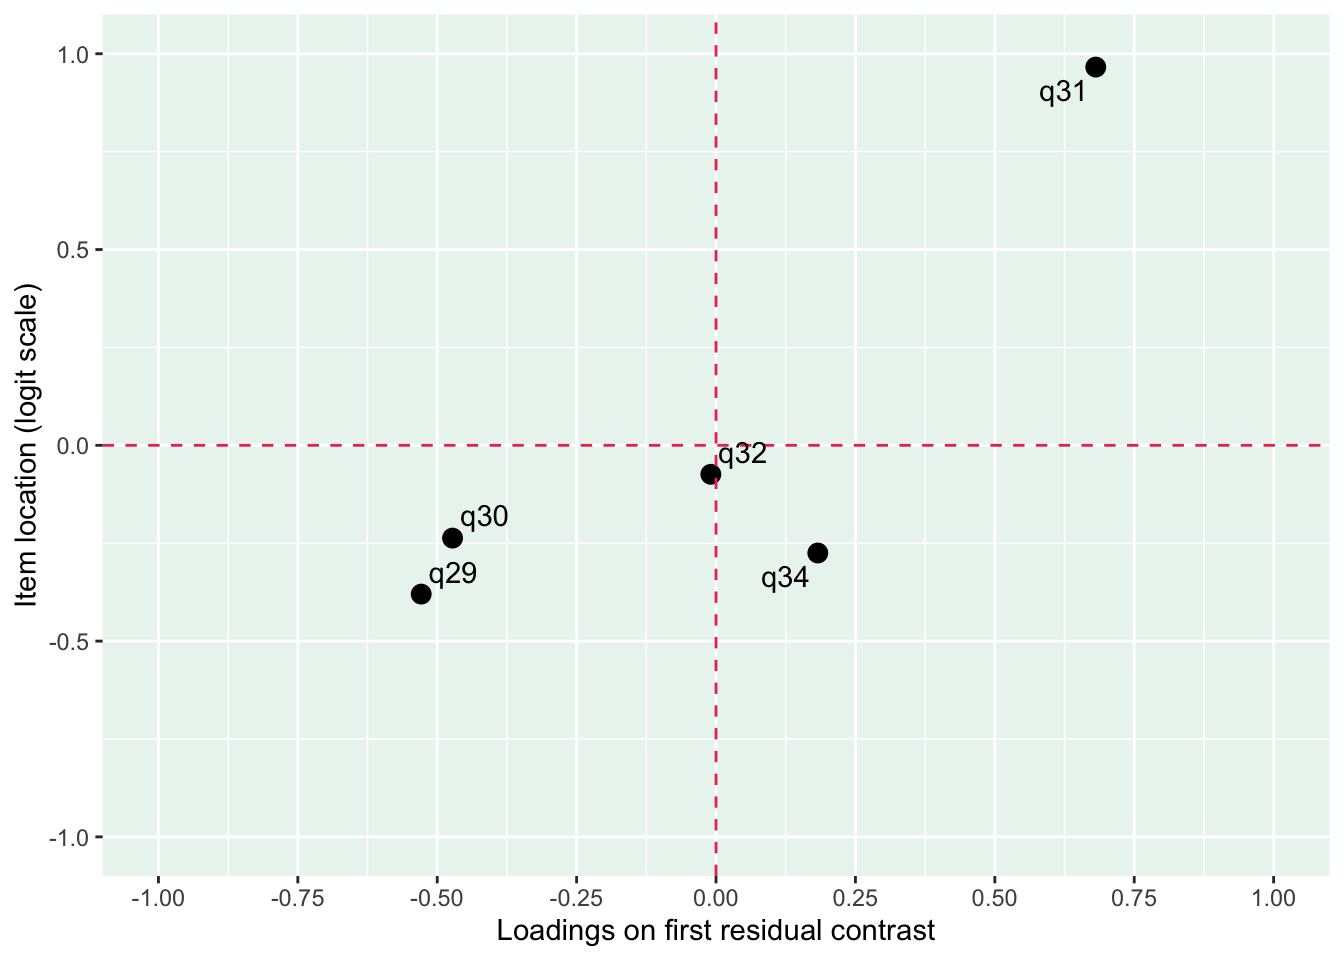 1.0
q31
0.5
Item location (logit scale)
0.0
q32
q30
q29
q34
-0.5
-1.0
-1.00 -0.75 -0.50 -0.25 0.00 0.25 0.50 0.75 1.00
Loadings on first residual contrast